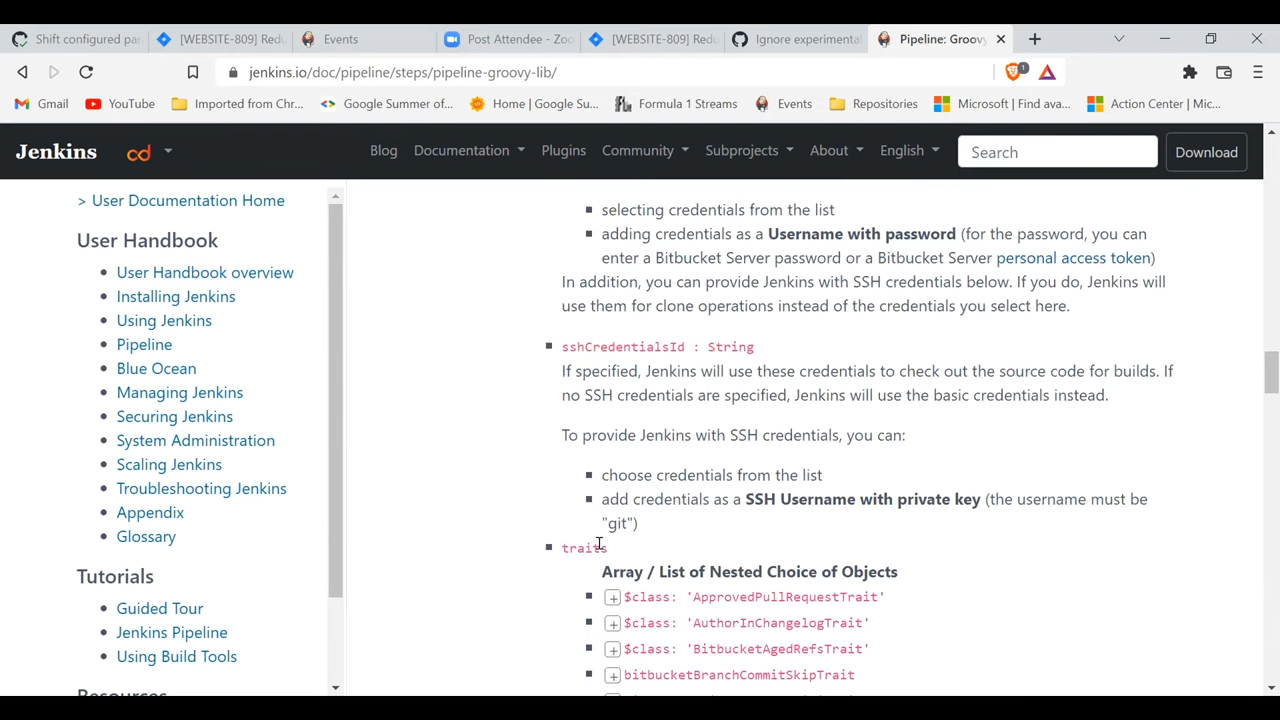 Shift configured pa
[WEBSITE-809] Redu
Events
Post Attendee - Zoo
[WEBSITE-809] Redu
Ignore experimental
Pipeline: Groovy
jenkins.io/doc/pipeline/steps/pipeline-groovy-lib/
1
Gmail
YouTube
Imported from Chr...
Google Summer of...
Home | Google Su...
Formula 1 Streams
Events
Repositories
Microsoft | Find ava...
Action Center | Mic...
Jenkins
cd
Blog
Documentation
Plugins
Community
Subprojects
About
English
Search
Download
> User Documentation Home
User Handbook
User Handbook overview
Installing Jenkins
Using Jenkins
Pipeline
Blue Ocean
Managing Jenkins
Securing Jenkins
System Administration
Scaling Jenkins
Troubleshooting Jenkins
Appendix
Glossary
Tutorials
Guided Tour
Jenkins Pipeline
Using Build Tools
Resources
selecting credentials from the list
adding credentials as a Username with password (for the password, you can
enter a Bitbucket Server password or a Bitbucket Server personal access token)
In addition, you can provide Jenkins with SSH credentials below. If you do, Jenkins will
use them for clone operations instead of the credentials you select here.
sshCredentialsId : String
If specified, Jenkins will use these credentials to check out the source code for builds. If
no SSH credentials are specified, Jenkins will use the basic credentials instead.
To provide Jenkins with SSH credentials, you can:
choose credentials from the list
add credentials as a SSH Username with private key (the username must be
"git")
traits
Array / List of Nested Choice of Objects
+ $class: 'ApprovedPullRequestTrait'
+ $class: 'AuthorInChangelogTrait'
+ $class: 'BitbucketAgedRefsTrait'
+ bitbucketBranchCommitSkipTrait